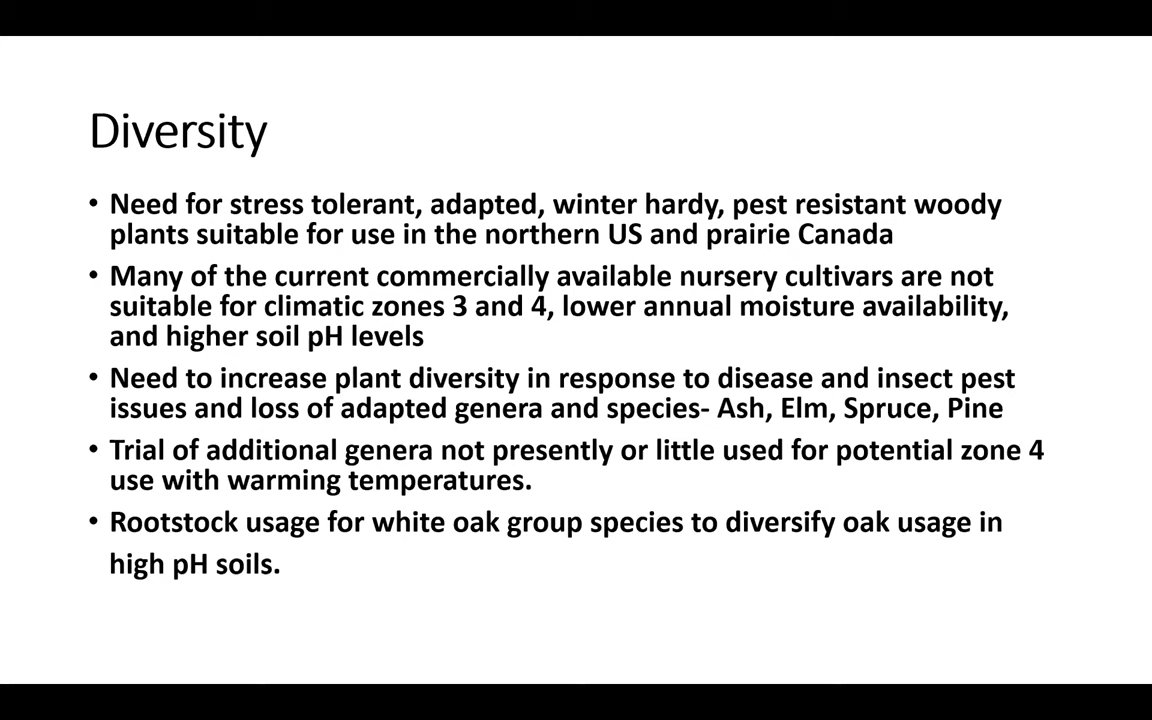 Diversity
• Need for stress tolerant, adapted, winter hardy, pest resistant woody
plants suitable for use in the northern US and prairie Canada
• Many of the current commercially available nursery cultivars are not
suitable for climatic zones 3 and 4, lower annual moisture availability,
and higher soil pH levels
• Need to increase plant diversity in response to disease and insect pest
issues and loss of adapted genera and species- Ash, Elm, Spruce, Pine
• Trial of additional genera not presently or little used for potential zone 4
use with warming temperatures.
• Rootstock usage for white oak group species to diversify oak usage in
high pH soils.